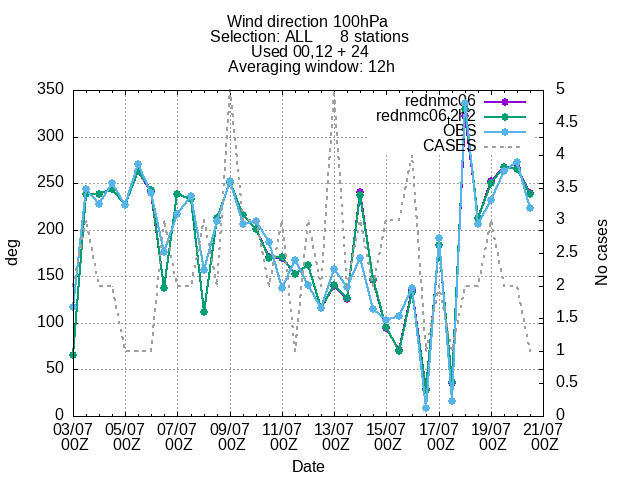 Wind direction 100hPa
Selection: ALL 8 stations
Used 00,12 + 24
Averaging window: 12h
350
300
250
200
150
100
50
0
deg
5
4.5
4
3.5
3
2.5
2
1.5
1
0.5
0
No cases
rednmc06
rednmc06.2h2
OBS
CASES
03/07 05/07 07/07 09/07 11/07 13/07 15/07 17/07 19/07 21/07
00Z 00Z 00Z 00Z 00Z 00Z 00Z 00Z 00Z 00Z
Date